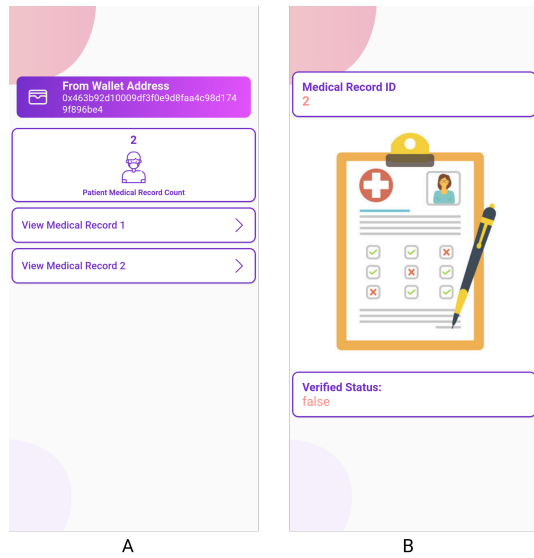 From Wallet Address
0x463b92d10009df3f0e9d8faa4c98d174
9f896be4
2
Patient Medical Record Count
View Medical Record 1
View Medical Record 2
A
Medical Record ID
2
Verified Status:
false
B